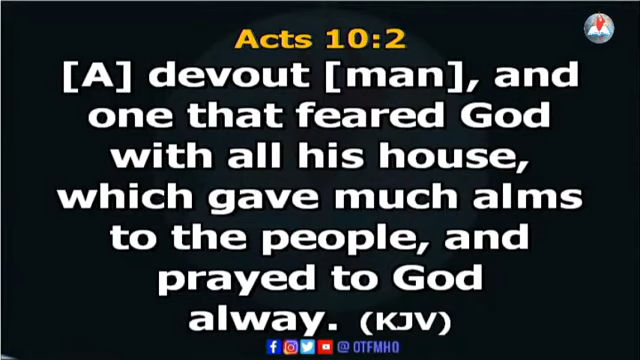 Acts 10:2
[A] devout [man], and
one that feared God
with all his house,
which gave much alms
to the people, and
prayed to God
alway. (KJV)
@ OTFMHQ